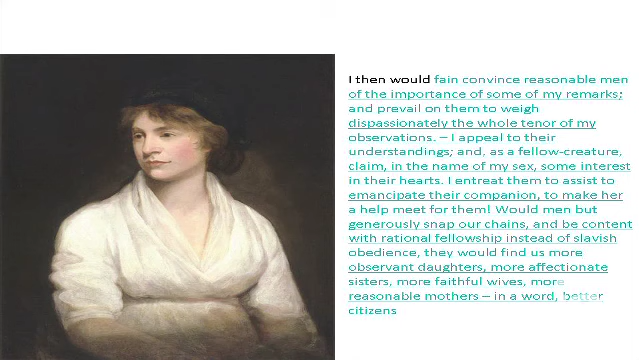 I then would fain convince reasonable men
of the importance of some of my remarks;
and prevail on them to weigh
dispassionately the whole tenor of my
observations. – I appeal to their
understandings; and, as a fellow-creature,
claim, in the name of my sex, some interest
in their hearts. I entreat them to assist to
emancipate their companion, to make her
a help meet for them! Would men but
generously snap our chains, and be content
with rational fellowship instead of slavish
obedience, they would find us more
observant daughters, more affectionate
sisters, more faithful wives, more
reasonable mothers – in a word, better
citizens